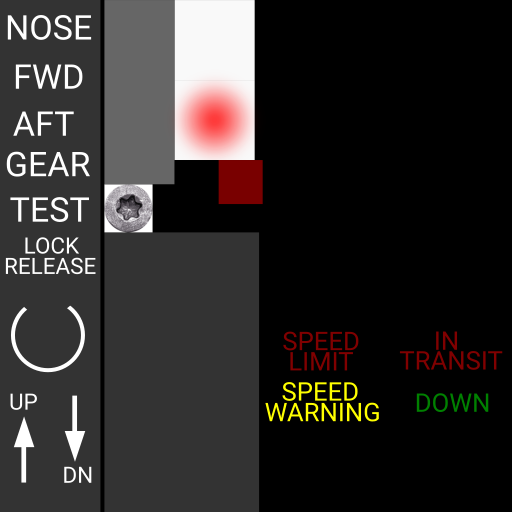 NOSE
FWD
AFT
GEAR
TEST
LOCK
RELEASE
UP
DN
SPEED
LIMIT
SPEED
WARNING
IN
TRANSIT
DOWN